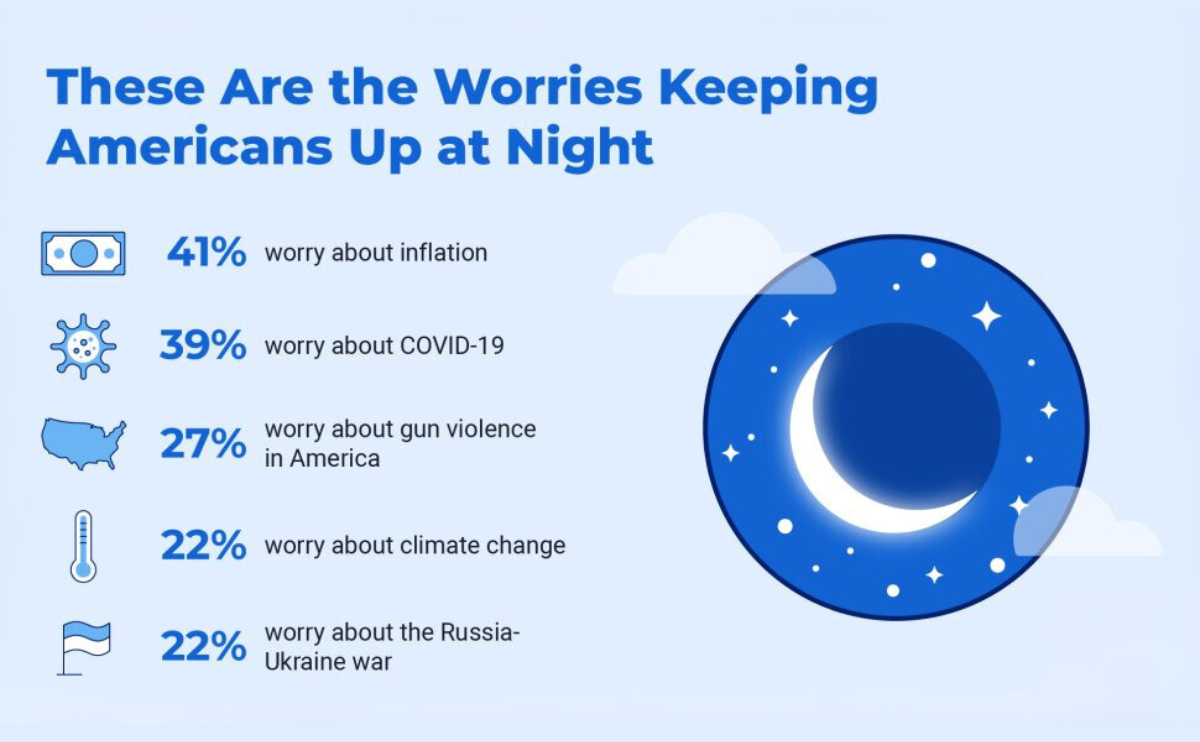 These Are the Worries Keeping
Americans Up at Night
41% worry about inflation
39% worry about COVID-19
27% worry about gun violence
in America
22% worry about climate change
22% worry about the Russia-
Ukraine war